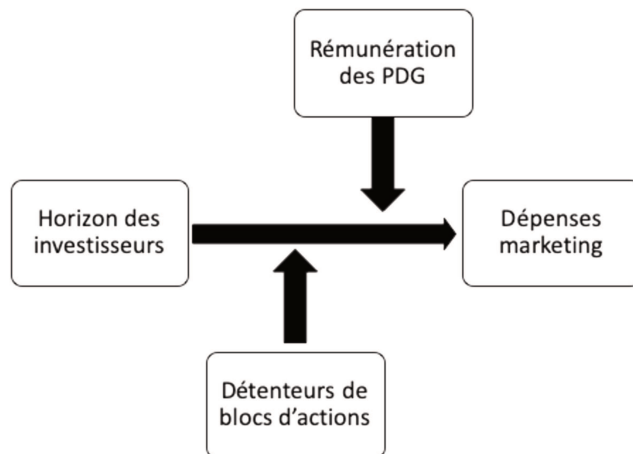 Rémunération
des PDG
Horizon des
investisseurs
Dépenses
marketing
Détenteurs de
blocs d’actions